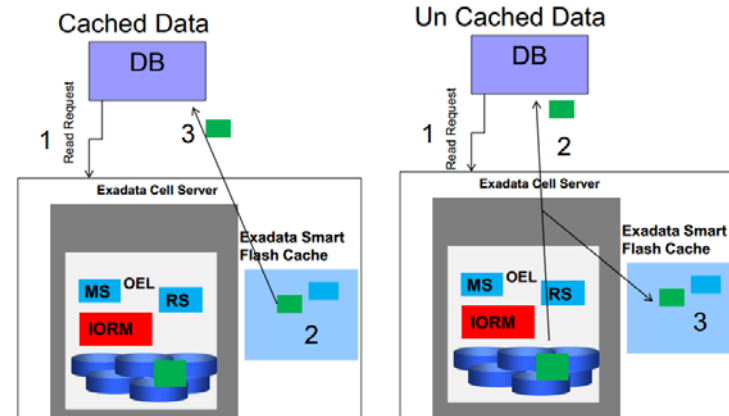 Cached Data
DB
1
Read Request
3
Exadata Cell Server
Exadata Smart
Flash Cache
MS
OEL
RS
IORM
2
Un Cached Data
DB
1
Read Request
2
Exadata Cell Server
Exadata Smart
Flash Cache
MS
OEL
RS
IORM
3